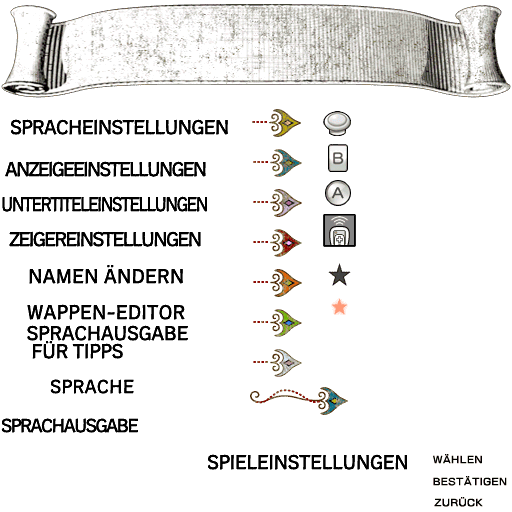 SPRACHEINSTELLUNGEN
B
ANZEIGEEINSTELLUNGEN
A
UNTERTITELEINSTELLUNGEN
ZEIGEREINSTELLUNGEN
NAMEN ÄNDERN
WAPPEN-EDITOR
SPRACHAUSGABE
FÜR TIPPS
SPRACHE
SPRACHAUSGABE
SPIELEINSTELLUNGEN
WÄHLEN
BESTÄTIGEN
ZURÜCK